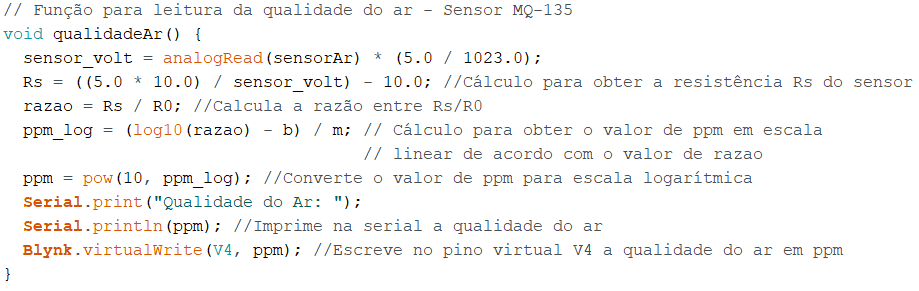 // Função para leitura da qualidade do ar - Sensor MQ-135
void qualidadeAr() {
  sensor_volt = analogRead(sensorAr) * (5.0 / 1023.0);
  Rs = ((5.0 * 10.0) / sensor_volt) - 10.0; //Cálculo para obter a resistência Rs do sensor
  razao = Rs / R0; //Calcula a razão entre Rs/R0
  ppm_log = (log10(razao) - b) / m; // Cálculo para obter o valor de ppm em escala
                                    // linear de acordo com o valor de razao
  ppm = pow(10, ppm_log); //Converte o valor de ppm para escala logarítmica
  Serial.print("Qualidade do Ar: ");
  Serial.println(ppm); //Imprime na serial a qualidade do ar
  Blynk.virtualWrite(V4, ppm); //Escreve no pino virtual V4 a qualidade do ar em ppm
}